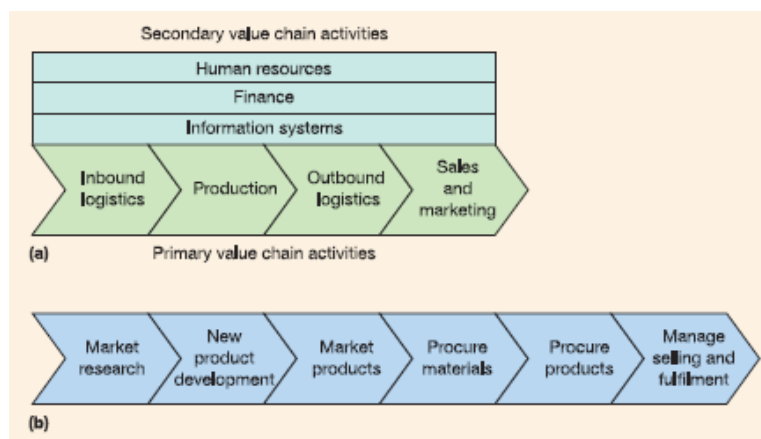 Secondary value chain activities
Human resources
Finance
Information systems
Inbound
logistics
Production
Outbound
logistics
Sales
and
marketing
(a)
Primary value chain activities
Market
research
New
product
development
Market
products
Procure
materials
Procure
products
Manage
selling and
fulfilment
(b)